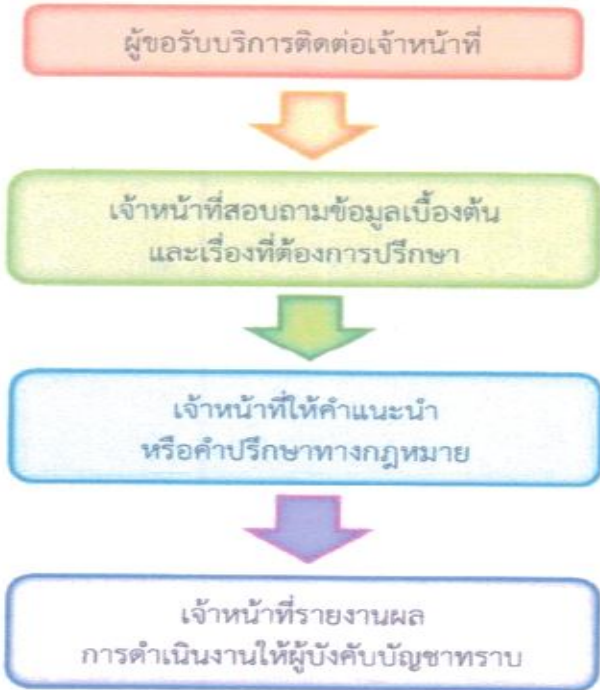 ผู้ขอรับบริการติดต่อเจ้าหน้าที่
เจ้าหน้าที่สอบถามข้อมูลเบื้องต้น
และเรื่องที่ต้องการปรึกษา
เจ้าหน้าที่ให้คำแนะนำ
หรือคำปรึกษาทางกฎหมาย
เจ้าหน้าที่รายงานผล
การดำเนินงานให้ผู้บังคับบัญชาทราบ